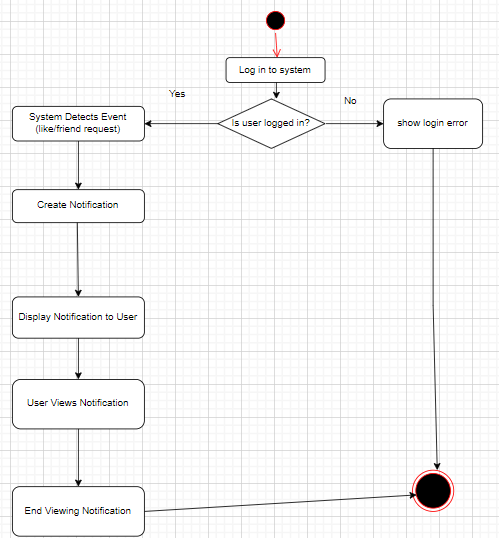 Log in to system
Yes
No
Is user logged in?
System Detects Event
(like/friend request)
show login error
Create Notification
Display Notification to User
User Views Notification
End Viewing Notification